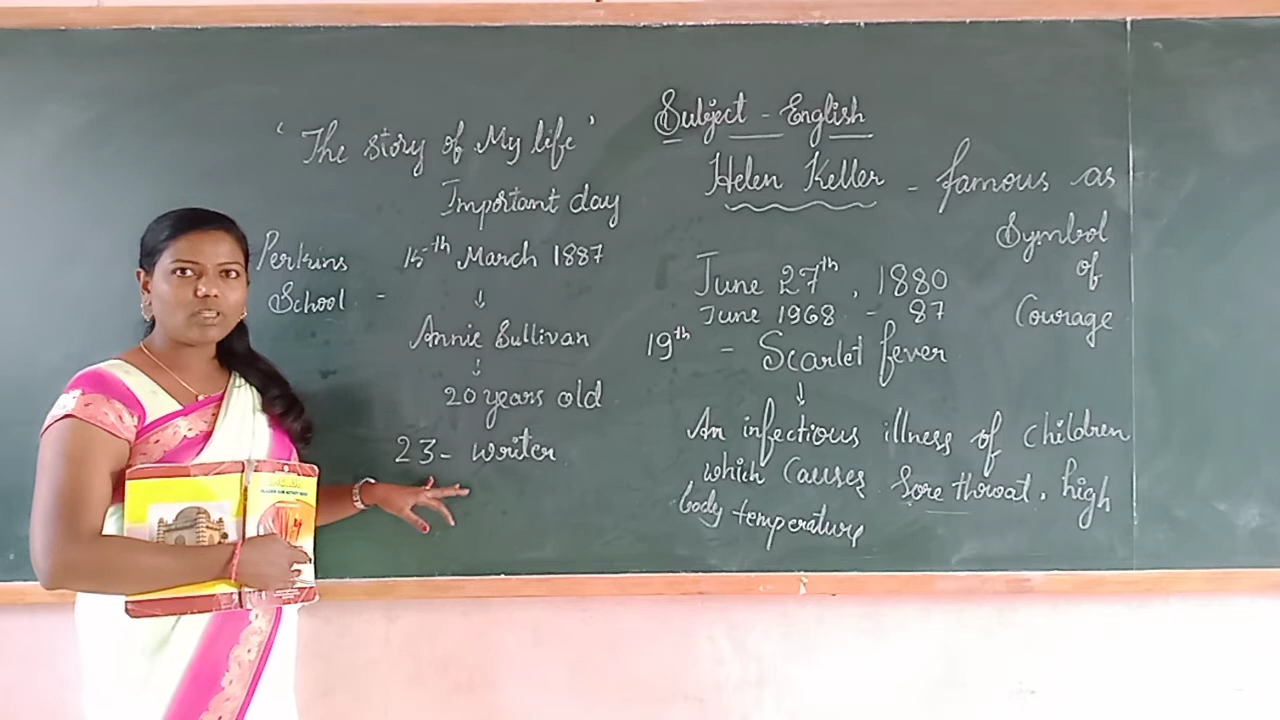 Subject - English
"The story of My life"
Important day
Perkins School -
15th March 1887
↓
Annie Sullivan
↓
20 years old
23 - writer
Helen Keller - famous as
Symbol
of
Courage
June 27th, 1880
June 1968 - 87
19th - Scarlet fever
↓
An infectious illness of children
which causes sore throat, high
body temperature